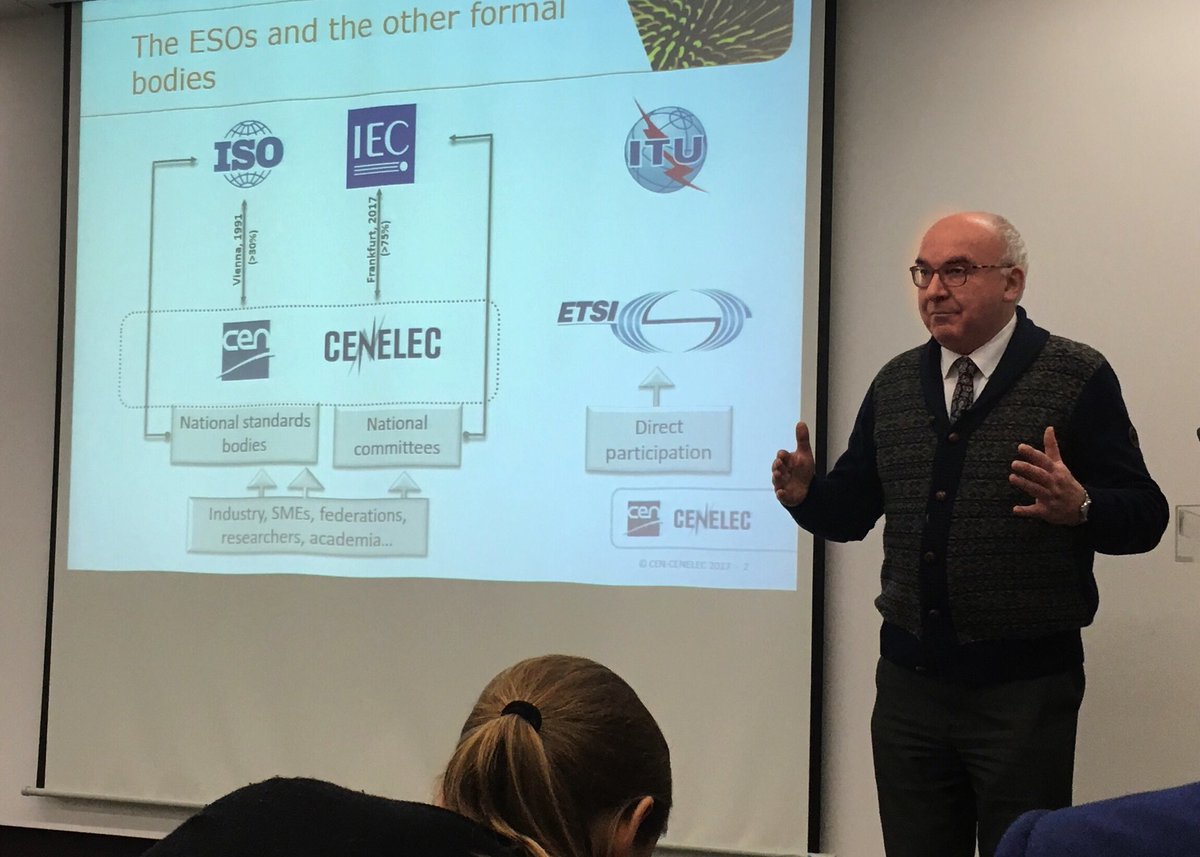 The ESOs and the other formal
bodies
ISO
IEC
ITU
Vienna, 1991
(>30%)
Frankfurt, 2017
(>75%)
cen
CENELEC
ETSI
National standards
bodies
National
committees
Direct
participation
Industry, SMEs, federations,
researchers, academia...
cen
CENELEC
© CEN-CENELEC 2017 - 2